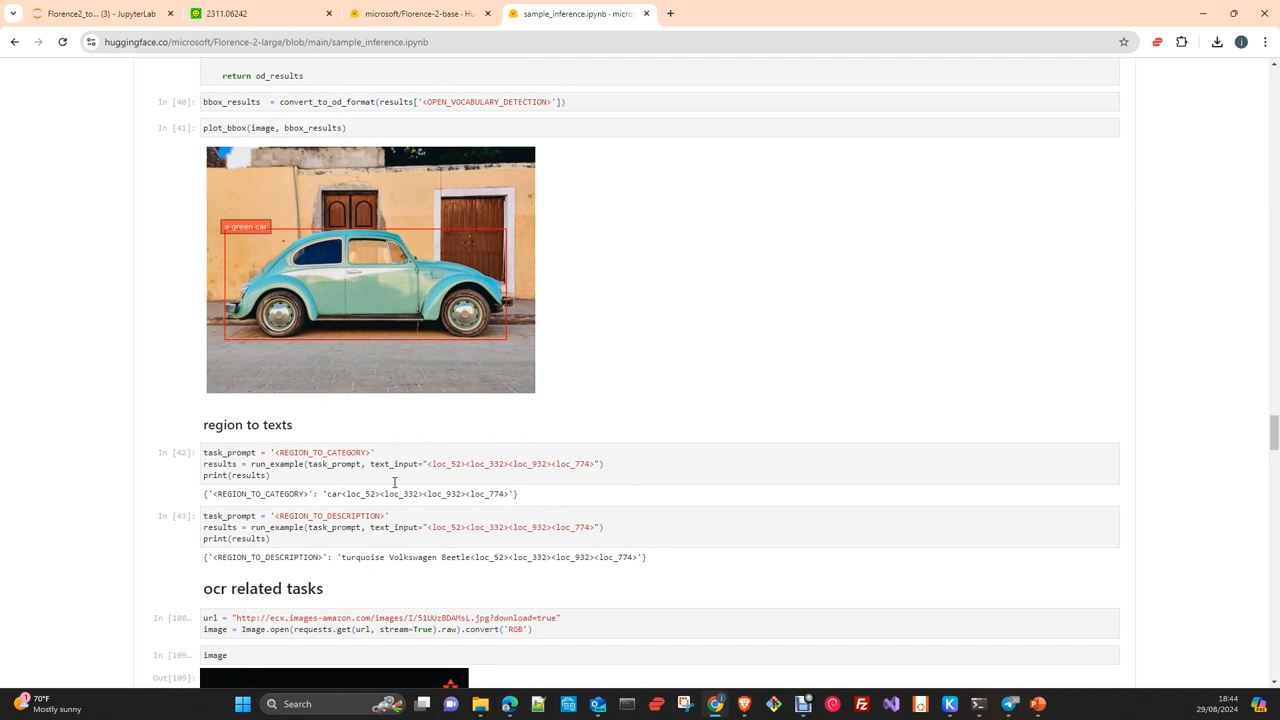 Florence2_to... (3) - JupyterLab
2311.06242
microsoft/Florence-2-base · Hu
sample_inference.ipynb · micros
huggingface.co/microsoft/Florence-2-large/blob/main/sample_inference.ipynb
return od_results
In [40]: bbox_results  = convert_to_od_format(results['<OPEN_VOCABULARY_DETECTION>'])
In [41]: plot_bbox(image, bbox_results)
a green car
region to texts
In [42]: task_prompt = '<REGION_TO_CATEGORY>'
results = run_example(task_prompt, text_input="<loc_52><loc_332><loc_932><loc_774>")
print(results)
{'<REGION_TO_CATEGORY>': 'car<loc_52><loc_332><loc_932><loc_774>'}
In [43]: task_prompt = '<REGION_TO_DESCRIPTION>'
results = run_example(task_prompt, text_input="<loc_52><loc_332><loc_932><loc_774>")
print(results)
{'<REGION_TO_DESCRIPTION>': 'turquoise Volkswagen Beetle<loc_52><loc_332><loc_932><loc_774>'}
ocr related tasks
In [108… url = "http://ecx.images-amazon.com/images/I/51UUzBDAMsL.jpg?download=true"
image = Image.open(requests.get(url, stream=True).raw).convert('RGB')
In [109… image
Out[109]:
70°F
Mostly sunny
Search
18:44
29/08/2024